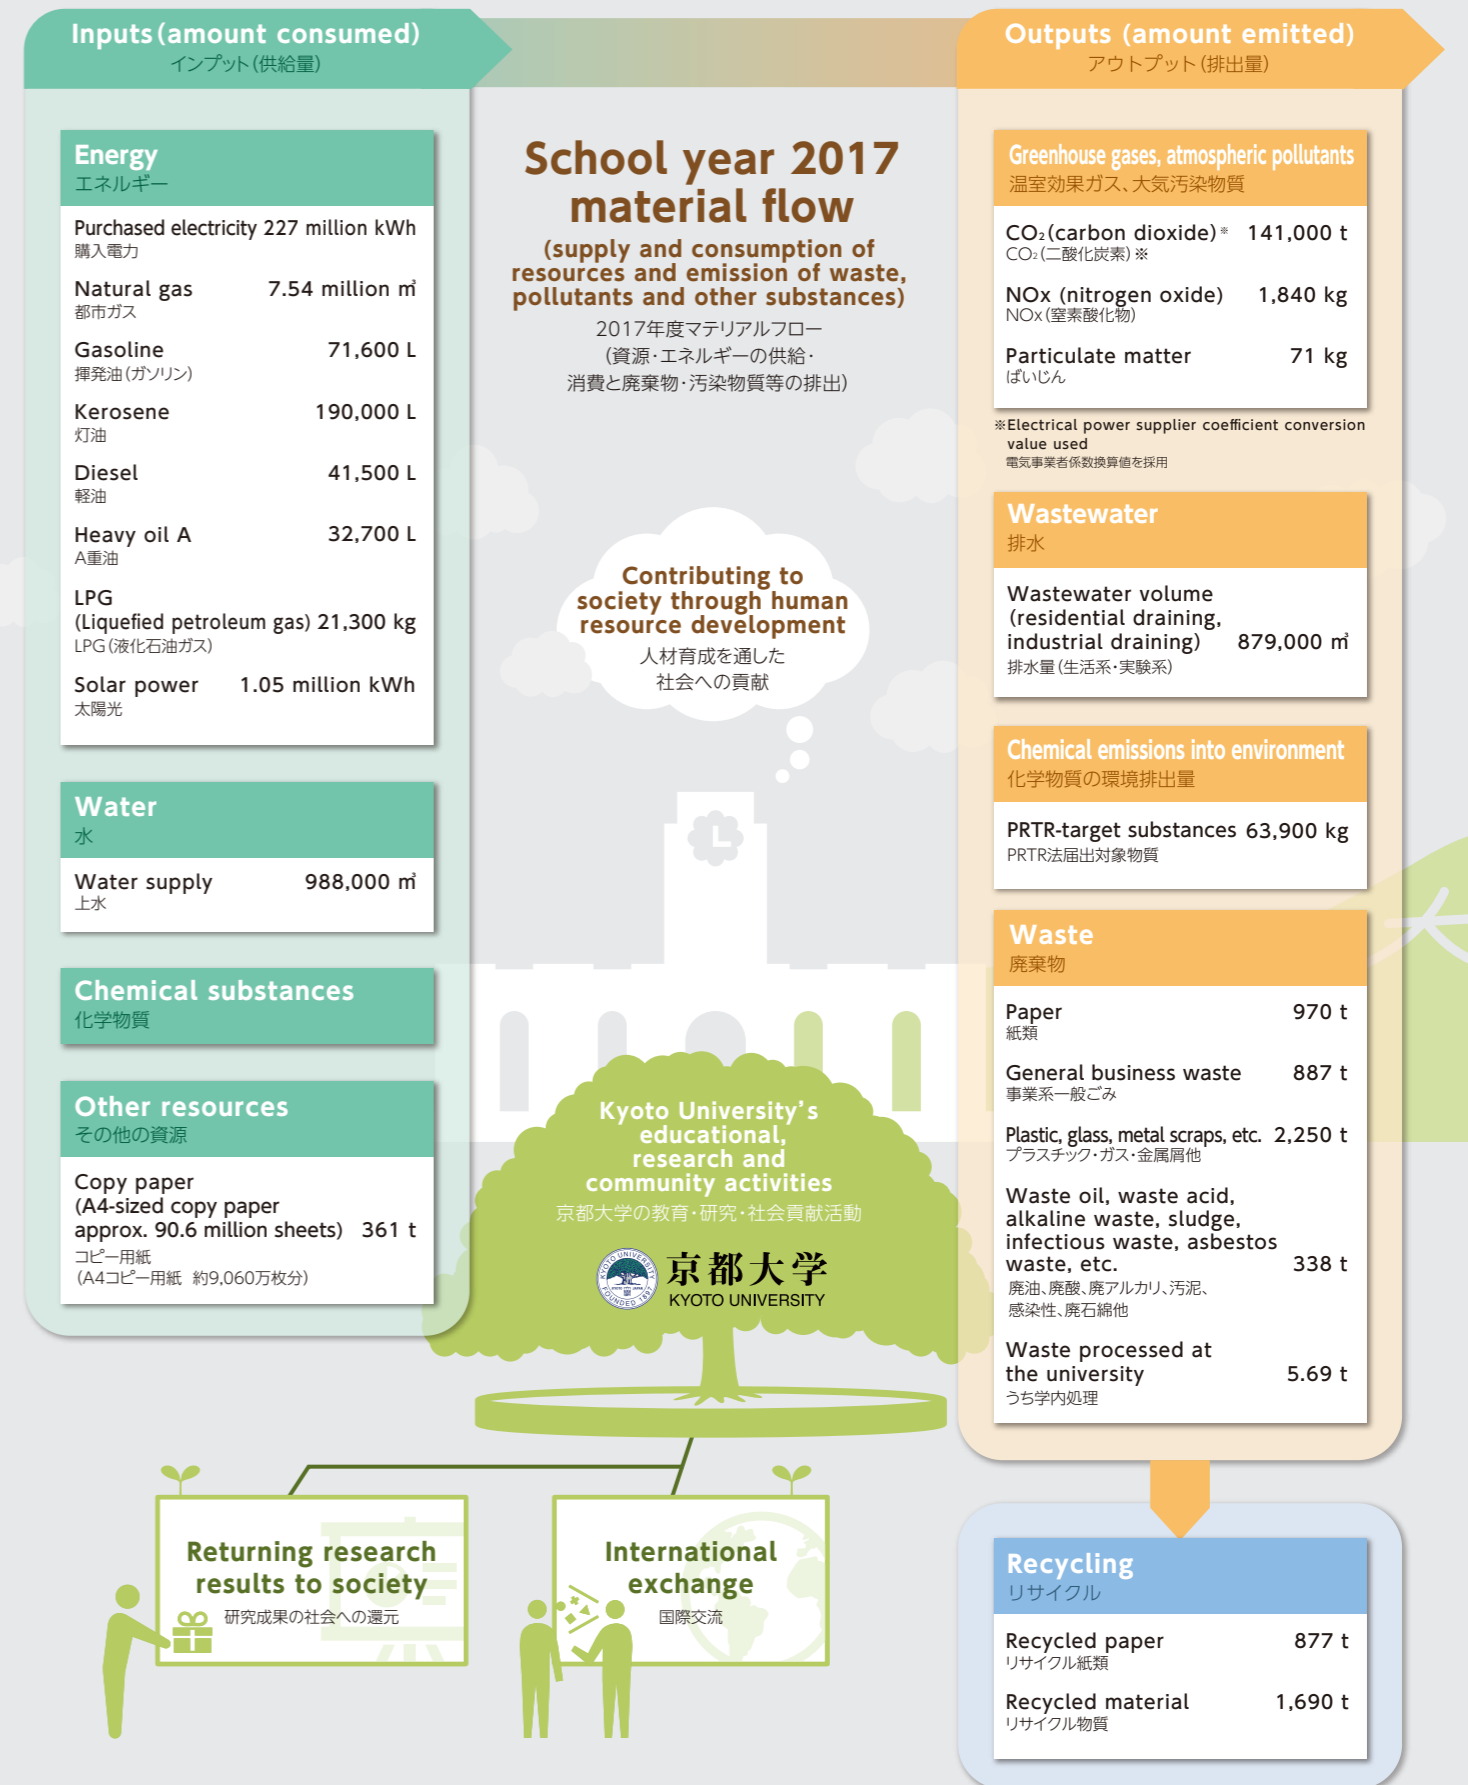 Inputs (amount consumed)
インプット（供給量）
Energy
エネルギー
Purchased electricity 227 million kWh
購入電力
Natural gas 7.54 million ㎥
都市ガス
Gasoline 71,600 L
揮発油（ガソリン）
Kerosene 190,000 L
灯油
Diesel 41,500 L
軽油
Heavy oil A 32,700 L
A重油
LPG
(Liquefied petroleum gas) 21,300 kg
LPG（液化石油ガス）
Solar power 1.05 million kWh
太陽光
Water
水
Water supply 988,000 ㎥
上水
Chemical substances
化学物質
Other resources
その他の資源
Copy paper
(A4-sized copy paper
approx. 90.6 million sheets) 361 t
コピー用紙
（A4コピー用紙 約9,060万枚分）
School year 2017
material flow
(supply and consumption of
resources and emission of waste,
pollutants and other substances)
2017年度マテリアルフロー
（資源・エネルギーの供給・
消費と廃棄物・汚染物質等の排出）
Contributing to
society through human
resource development
人材育成を通した
社会への貢献
Kyoto University's
educational,
research and
community activities
京都大学の教育・研究・社会貢献活動
KYOTO UNIVERSITY
FOUNDED 1897
京都大学
KYOTO UNIVERSITY
Returning research
results to society
研究成果の社会への還元
International
exchange
国際交流
Outputs (amount emitted)
アウトプット（排出量）
Greenhouse gases, atmospheric pollutants
温室効果ガス、大気汚染物質
CO₂(carbon dioxide)※ 141,000 t
CO₂（二酸化炭素）※
NOx (nitrogen oxide) 1,840 kg
NOx（窒素酸化物）
Particulate matter 71 kg
ばいじん
※Electrical power supplier coefficient conversion
value used
電気事業者係数換算値を採用
Wastewater
排水
Wastewater volume
(residential draining,
industrial draining) 879,000 ㎥
排水量（生活系・実験系）
Chemical emissions into environment
化学物質の環境排出量
PRTR-target substances 63,900 kg
PRTR法届出対象物質
Waste
廃棄物
Paper 970 t
紙類
General business waste 887 t
事業系一般ごみ
Plastic, glass, metal scraps, etc. 2,250 t
プラスチック・ガス・金属屑他
Waste oil, waste acid,
alkaline waste, sludge,
infectious waste, asbestos
waste, etc. 338 t
廃油、廃酸、廃アルカリ、汚泥、
感染性、廃石綿他
Waste processed at
the university 5.69 t
うち学内処理
大
Recycling
リサイクル
Recycled paper 877 t
リサイクル紙類
Recycled material 1,690 t
リサイクル物質